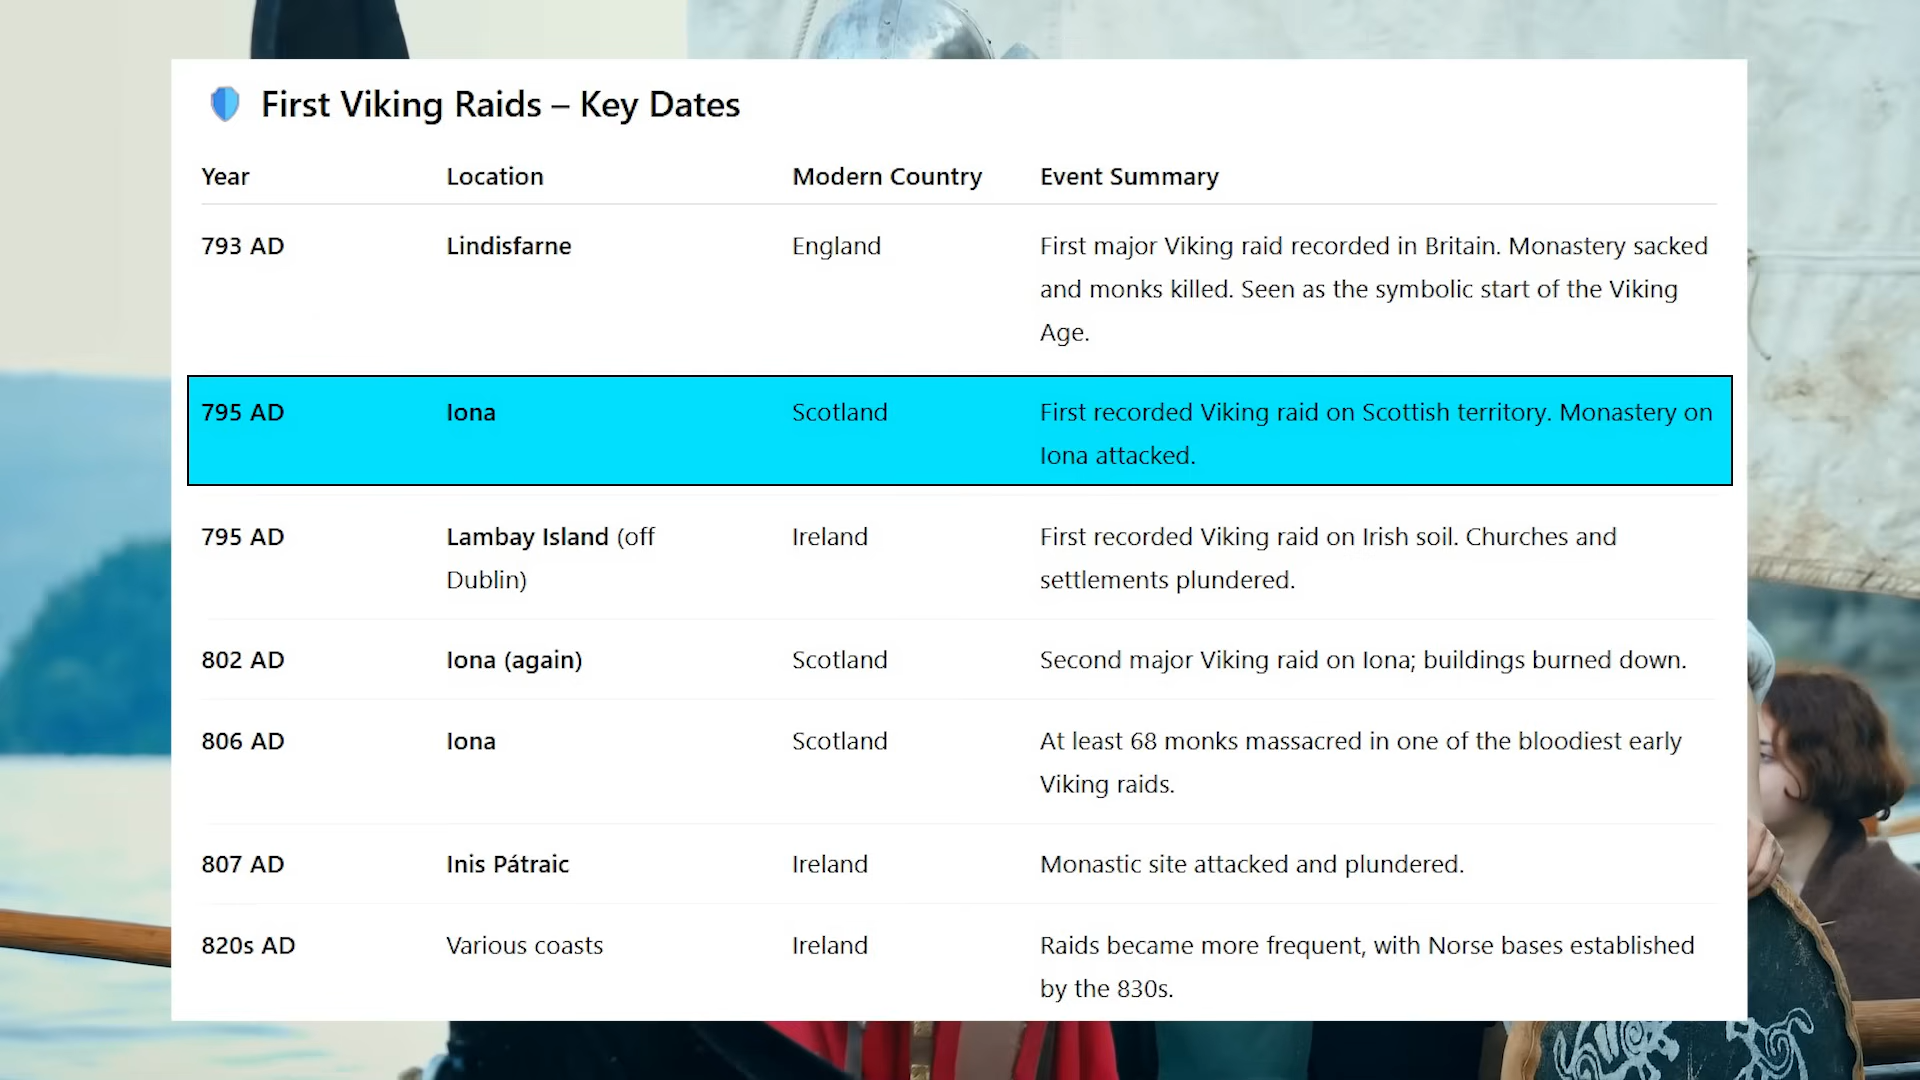 First Viking Raids – Key Dates
Year Location Modern Country Event Summary
793 AD Lindisfarne England First major Viking raid recorded in Britain. Monastery sacked
and monks killed. Seen as the symbolic start of the Viking
Age.
795 AD Iona Scotland First recorded Viking raid on Scottish territory. Monastery on
Iona attacked.
795 AD Lambay Island (off Ireland First recorded Viking raid on Irish soil. Churches and
Dublin) settlements plundered.
802 AD Iona (again) Scotland Second major Viking raid on Iona; buildings burned down.
806 AD Iona Scotland At least 68 monks massacred in one of the bloodiest early
Viking raids.
807 AD Inis Pátraic Ireland Monastic site attacked and plundered.
820s AD Various coasts Ireland Raids became more frequent, with Norse bases established
by the 830s.